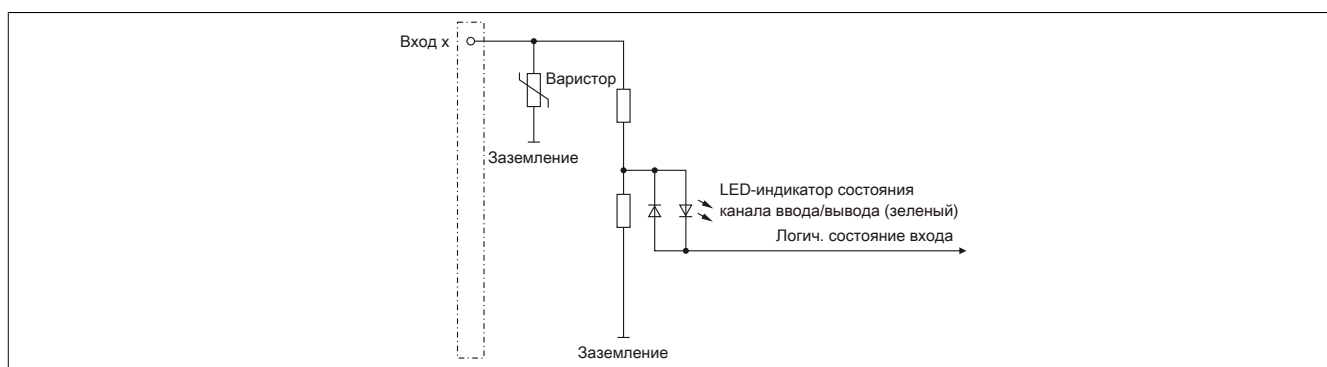 Вход x
Варистор
Заземление
LED-индикатор состояния
канала ввода/вывода (зеленый)
Логич. состояние входа
Заземление